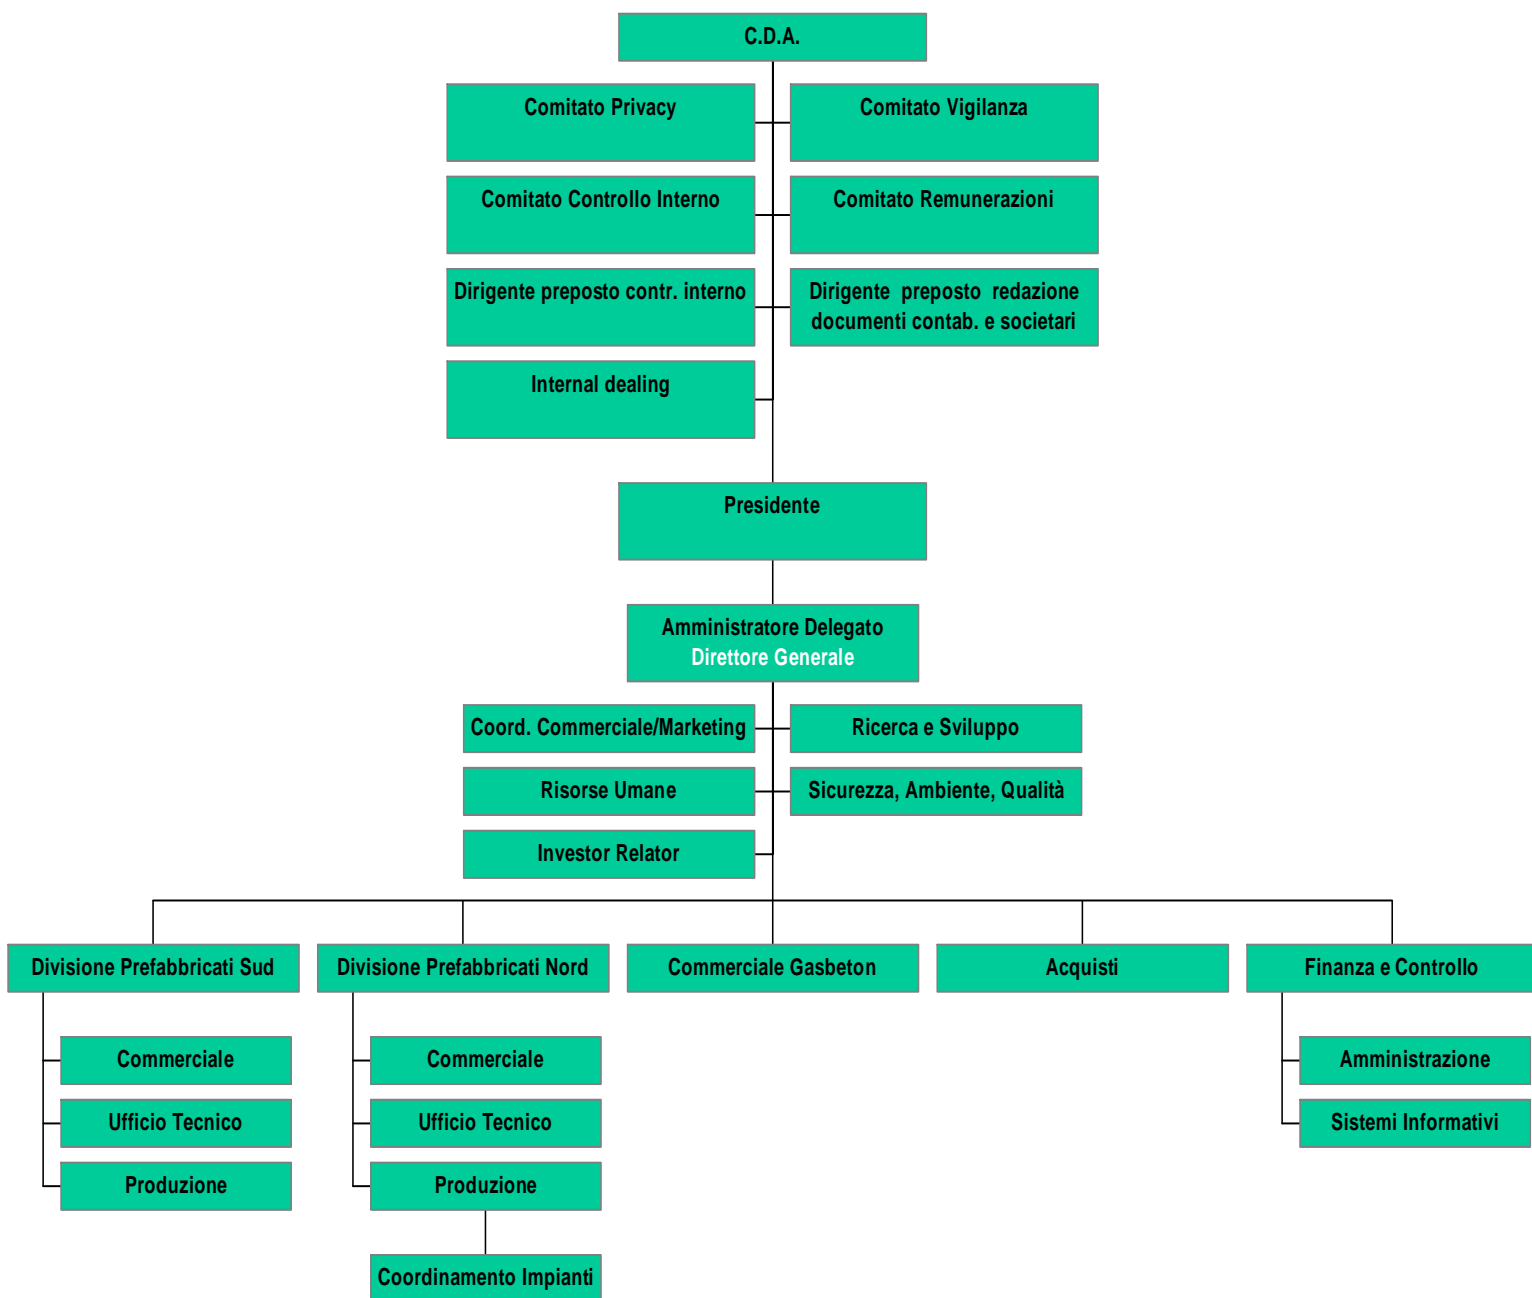 C.D.A.
Comitato Privacy
Comitato Vigilanza
Comitato Controllo Interno
Comitato Remunerazioni
Dirigente preposto contr. interno
Dirigente preposto redazione
documenti contab. e societari
Internal dealing
Presidente
Amministratore Delegato
Direttore Generale
Coord. Commerciale/Marketing
Ricerca e Sviluppo
Risorse Umane
Sicurezza, Ambiente, Qualità
Investor Relator
Divisione Prefabbricati Sud
Divisione Prefabbricati Nord
Commerciale Gasbeton
Acquisti
Finanza e Controllo
Commerciale
Commerciale
Amministrazione
Ufficio Tecnico
Ufficio Tecnico
Sistemi Informativi
Produzione
Produzione
Coordinamento Impianti